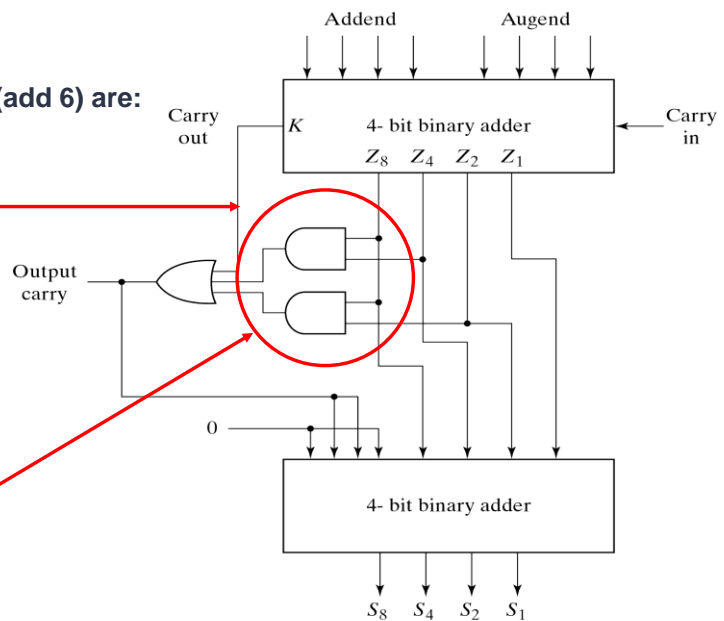 Addend Augend
(add 6) are:
Carry
out
K 4- bit binary adder
Carry
in
Z8 Z4 Z2 Z1
Output
carry
0
4- bit binary adder
S8 S4 S2 S1